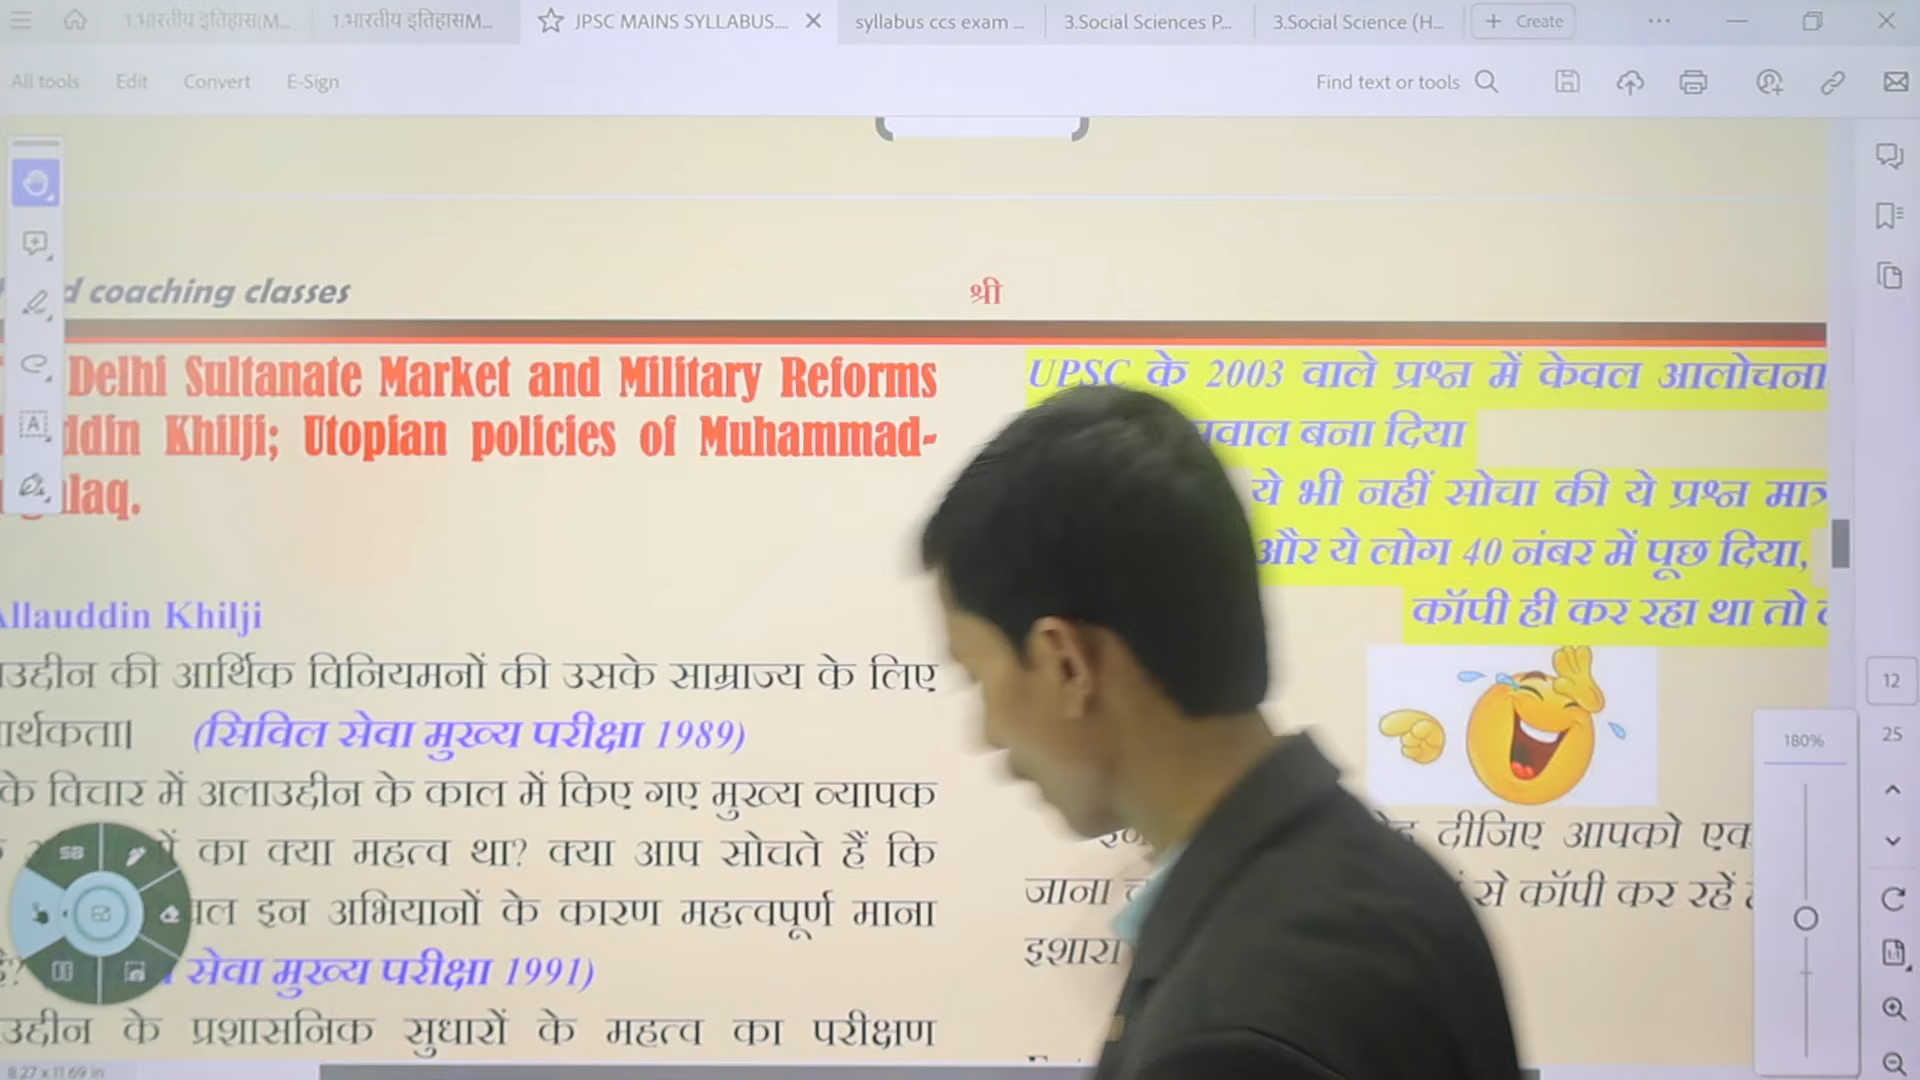 1.भारतीय इतिहास(M...
1.भारतीय इतिहासM...
JPSC MAINS SYLLABUS...
syllabus ccs exam ...
3.Social Sciences P...
3.Social Science (H...
+ Create
All tools
Edit
Convert
E-Sign
Find text or tools
d coaching classes
श्री
Delhi Sultanate Market and Military Reforms
ddin Khilji; Utopian policies of Muhammad-
laq.
Allauddin Khilji
उद्दीन की आर्थिक विनियमनों की उसके साम्राज्य के लिए
ार्थकता। (सिविल सेवा मुख्य परीक्षा 1989)
के विचार में अलाउद्दीन के काल में किए गए मुख्य व्यापक
का क्या महत्व था? क्या आप सोचते हैं कि
इन अभियानों के कारण महत्वपूर्ण माना
सेवा मुख्य परीक्षा 1991)
उद्दीन के प्रशासनिक सुधारों के महत्व का परीक्षण
UPSC के 2003 वाले प्रश्न में केवल आलोचना
वाल बना दिया
ये भी नहीं सोचा की ये प्रश्न मात्र
और ये लोग 40 नंबर में पूछ दिया,
कॉपी ही कर रहा था तो
दीजिए आपको एक
जाना
से कॉपी कर रहें
इशारा
12
25
180%
SB
8.27 x 11.69 in